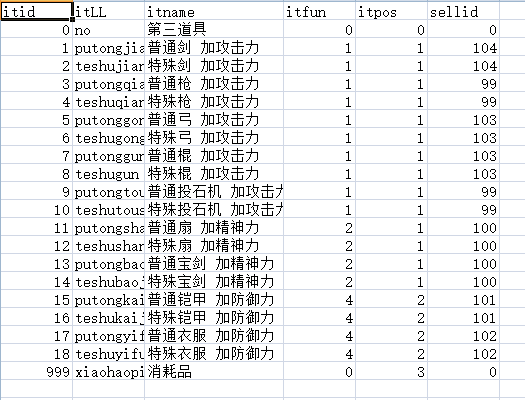 itid itLL itname itfun itpos sellid
0 no 第三道具 0 0 0
1 putongjia 普通剑 加攻击力 1 1 104
2 teshujian 特殊剑 加攻击力 1 1 104
3 putongqia 普通枪 加攻击力 1 1 99
4 teshuqian 特殊枪 加攻击力 1 1 99
5 putonggon 普通弓 加攻击力 1 1 103
6 teshugong 特殊弓 加攻击力 1 1 103
7 putonggun 普通棍 加攻击力 1 1 103
8 teshugun 特殊棍 加攻击力 1 1 103
9 putongtou 普通投石机 加攻击力 1 1 99
10 teshutous 特殊投石机 加攻击力 1 1 99
11 putongsha 普通扇 加精神力 2 1 100
12 teshushan 特殊扇 加精神力 2 1 100
13 putongbao 普通宝剑 加精神力 2 1 100
14 teshubaoj 特殊宝剑 加精神力 2 1 100
15 putongkai 普通铠甲 加防御力 4 2 101
16 teshukaij 特殊铠甲 加防御力 4 2 101
17 putongyif 普通衣服 加防御力 4 2 102
18 teshuyifu 特殊衣服 加防御力 4 2 102
999 xiaohaopi 消耗品 0 3 0